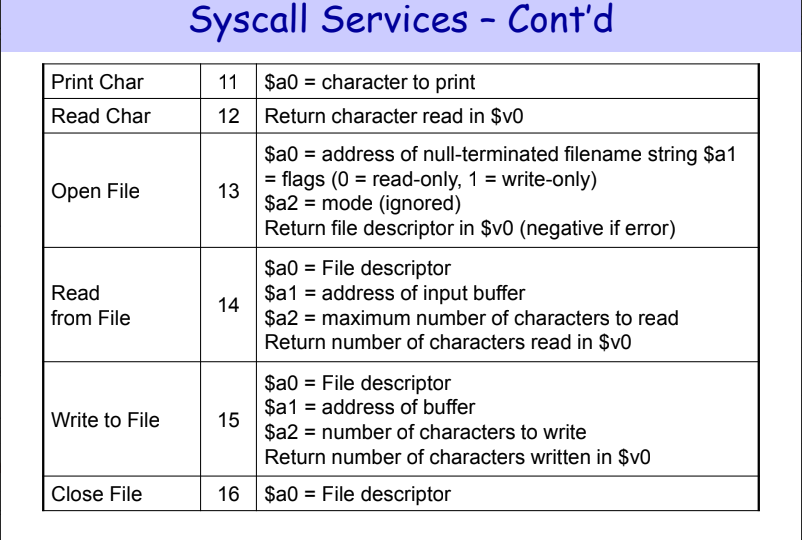 Syscall Services – Cont'd
Print Char 11 $a0 = character to print
Read Char 12 Return character read in $v0
Open File 13 $a0 = address of null-terminated filename string $a1
= flags (0 = read-only, 1 = write-only)
$a2 = mode (ignored)
Return file descriptor in $v0 (negative if error)
Read
from File 14 $a0 = File descriptor
$a1 = address of input buffer
$a2 = maximum number of characters to read
Return number of characters read in $v0
Write to File 15 $a0 = File descriptor
$a1 = address of buffer
$a2 = number of characters to write
Return number of characters written in $v0
Close File 16 $a0 = File descriptor